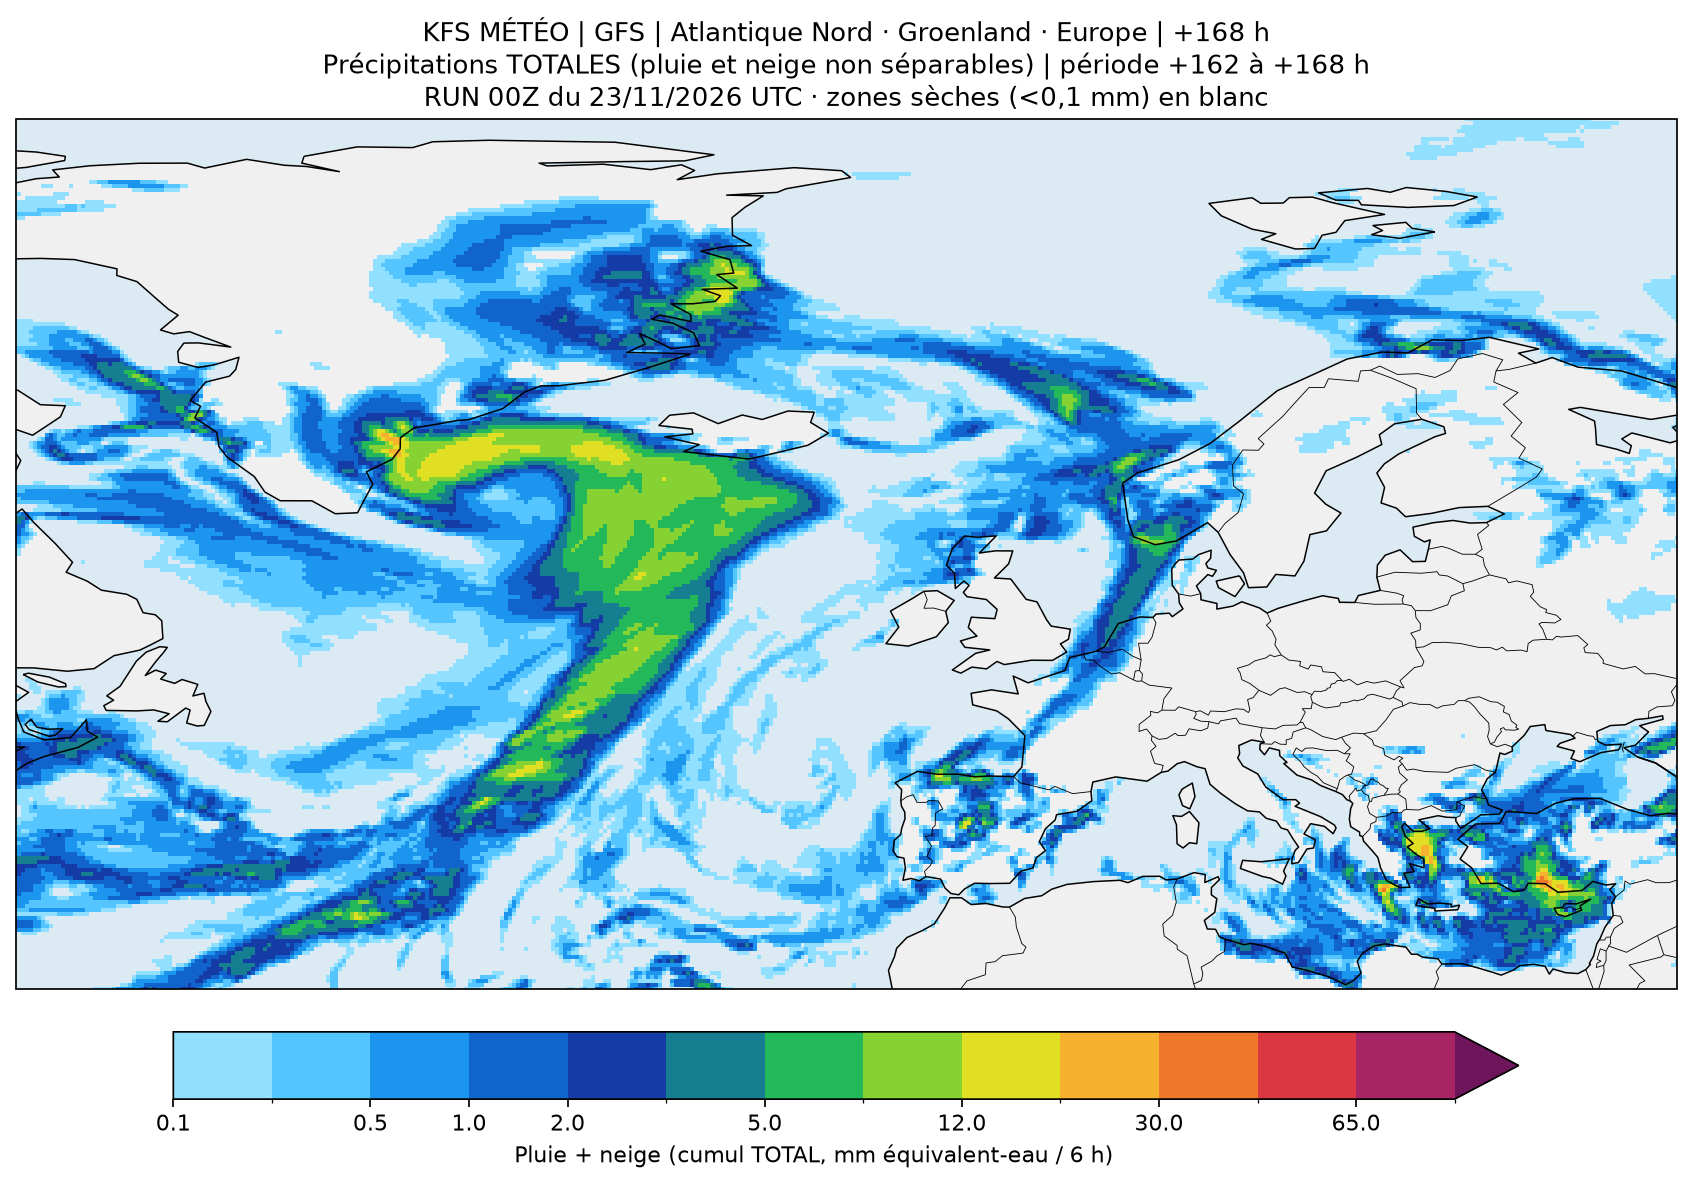 KFS MÉTÉO | GFS | Atlantique Nord · Groenland · Europe | +168 h
Précipitations TOTALES (pluie et neige non séparables) | période +162 à +168 h
RUN 00Z du 23/11/2026 UTC · zones sèches (<0,1 mm) en blanc
0.1 0.5 1.0 2.0 5.0 12.0 30.0 65.0
Pluie + neige (cumul TOTAL, mm équivalent-eau / 6 h)